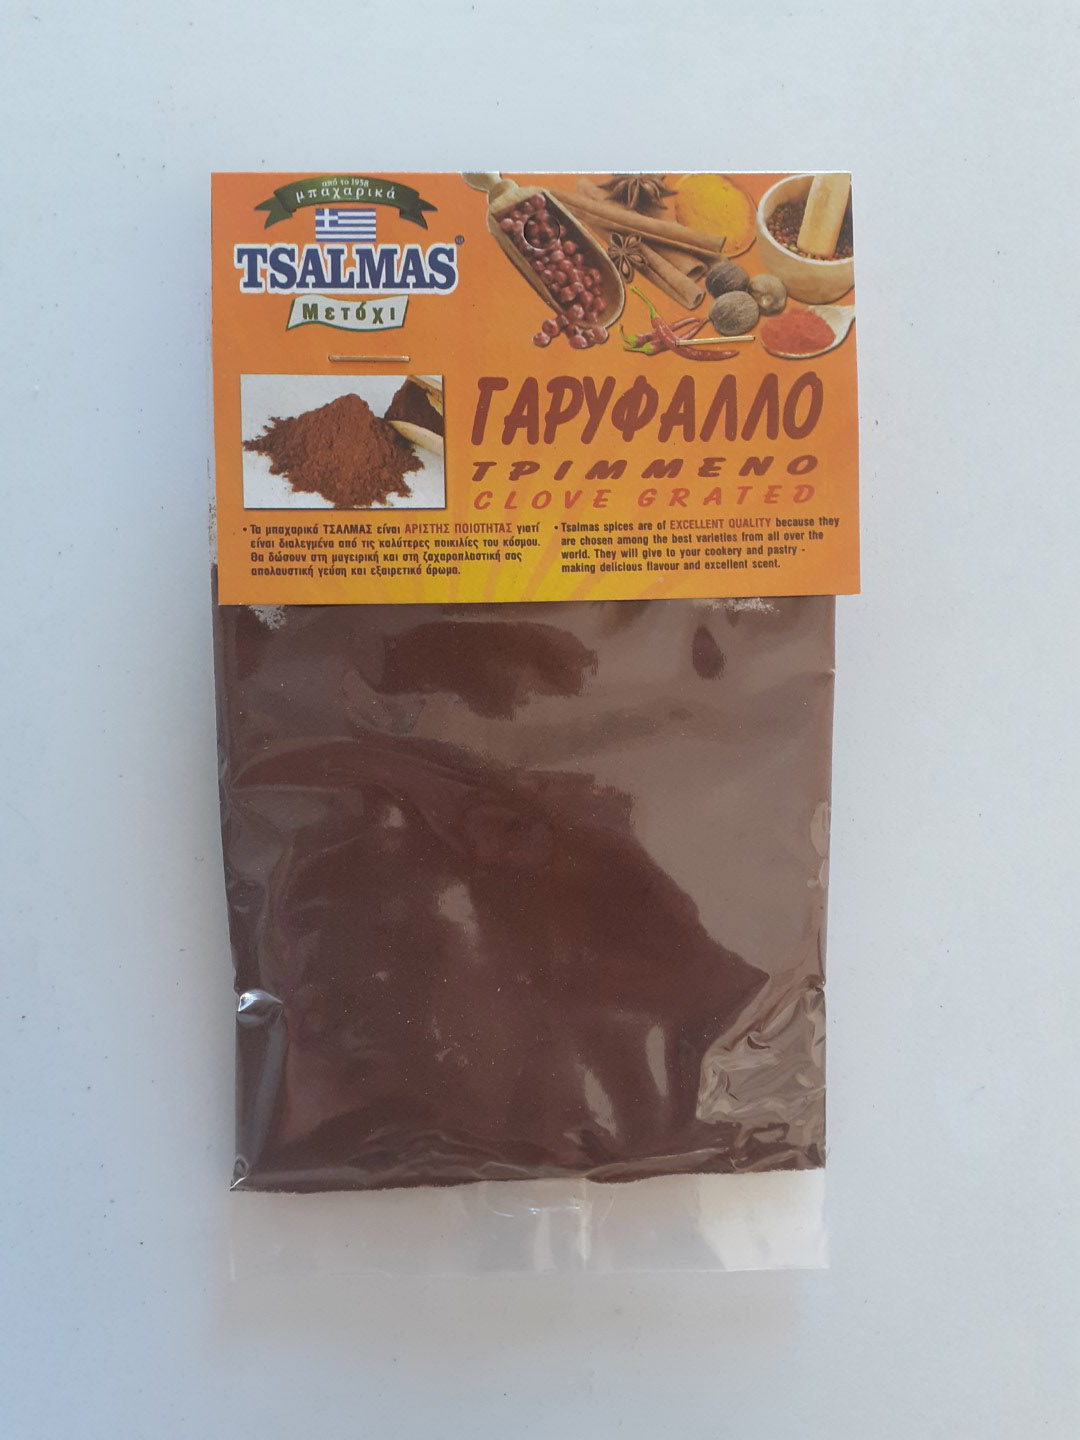 από το 1958
μπαχαρικά
TSALMAS®
Μετόχι
ΓΑΡΥΦΑΛΛΟ
ΤΡΙΜΜΕΝΟ
CLOVE GRATED
• Τα μπαχαρικά ΤΣΑΛΜΑΣ είναι ΑΡΙΣΤΗΣ ΠΟΙΟΤΗΤΑΣ γιατί
είναι διαλεγμένα από τις καλύτερες ποικιλίες του κόσμου.
Θα δώσουν στη μαγειρική και στη ζαχαροπλαστική σας
απολαυστική γεύση και εξαιρετικό άρωμα.
• Tsalmas spices are of EXCELLENT QUALITY because they
are chosen among the best varieties from all over the
world. They will give to your cookery and pastry -
making delicious flavour and excellent scent.